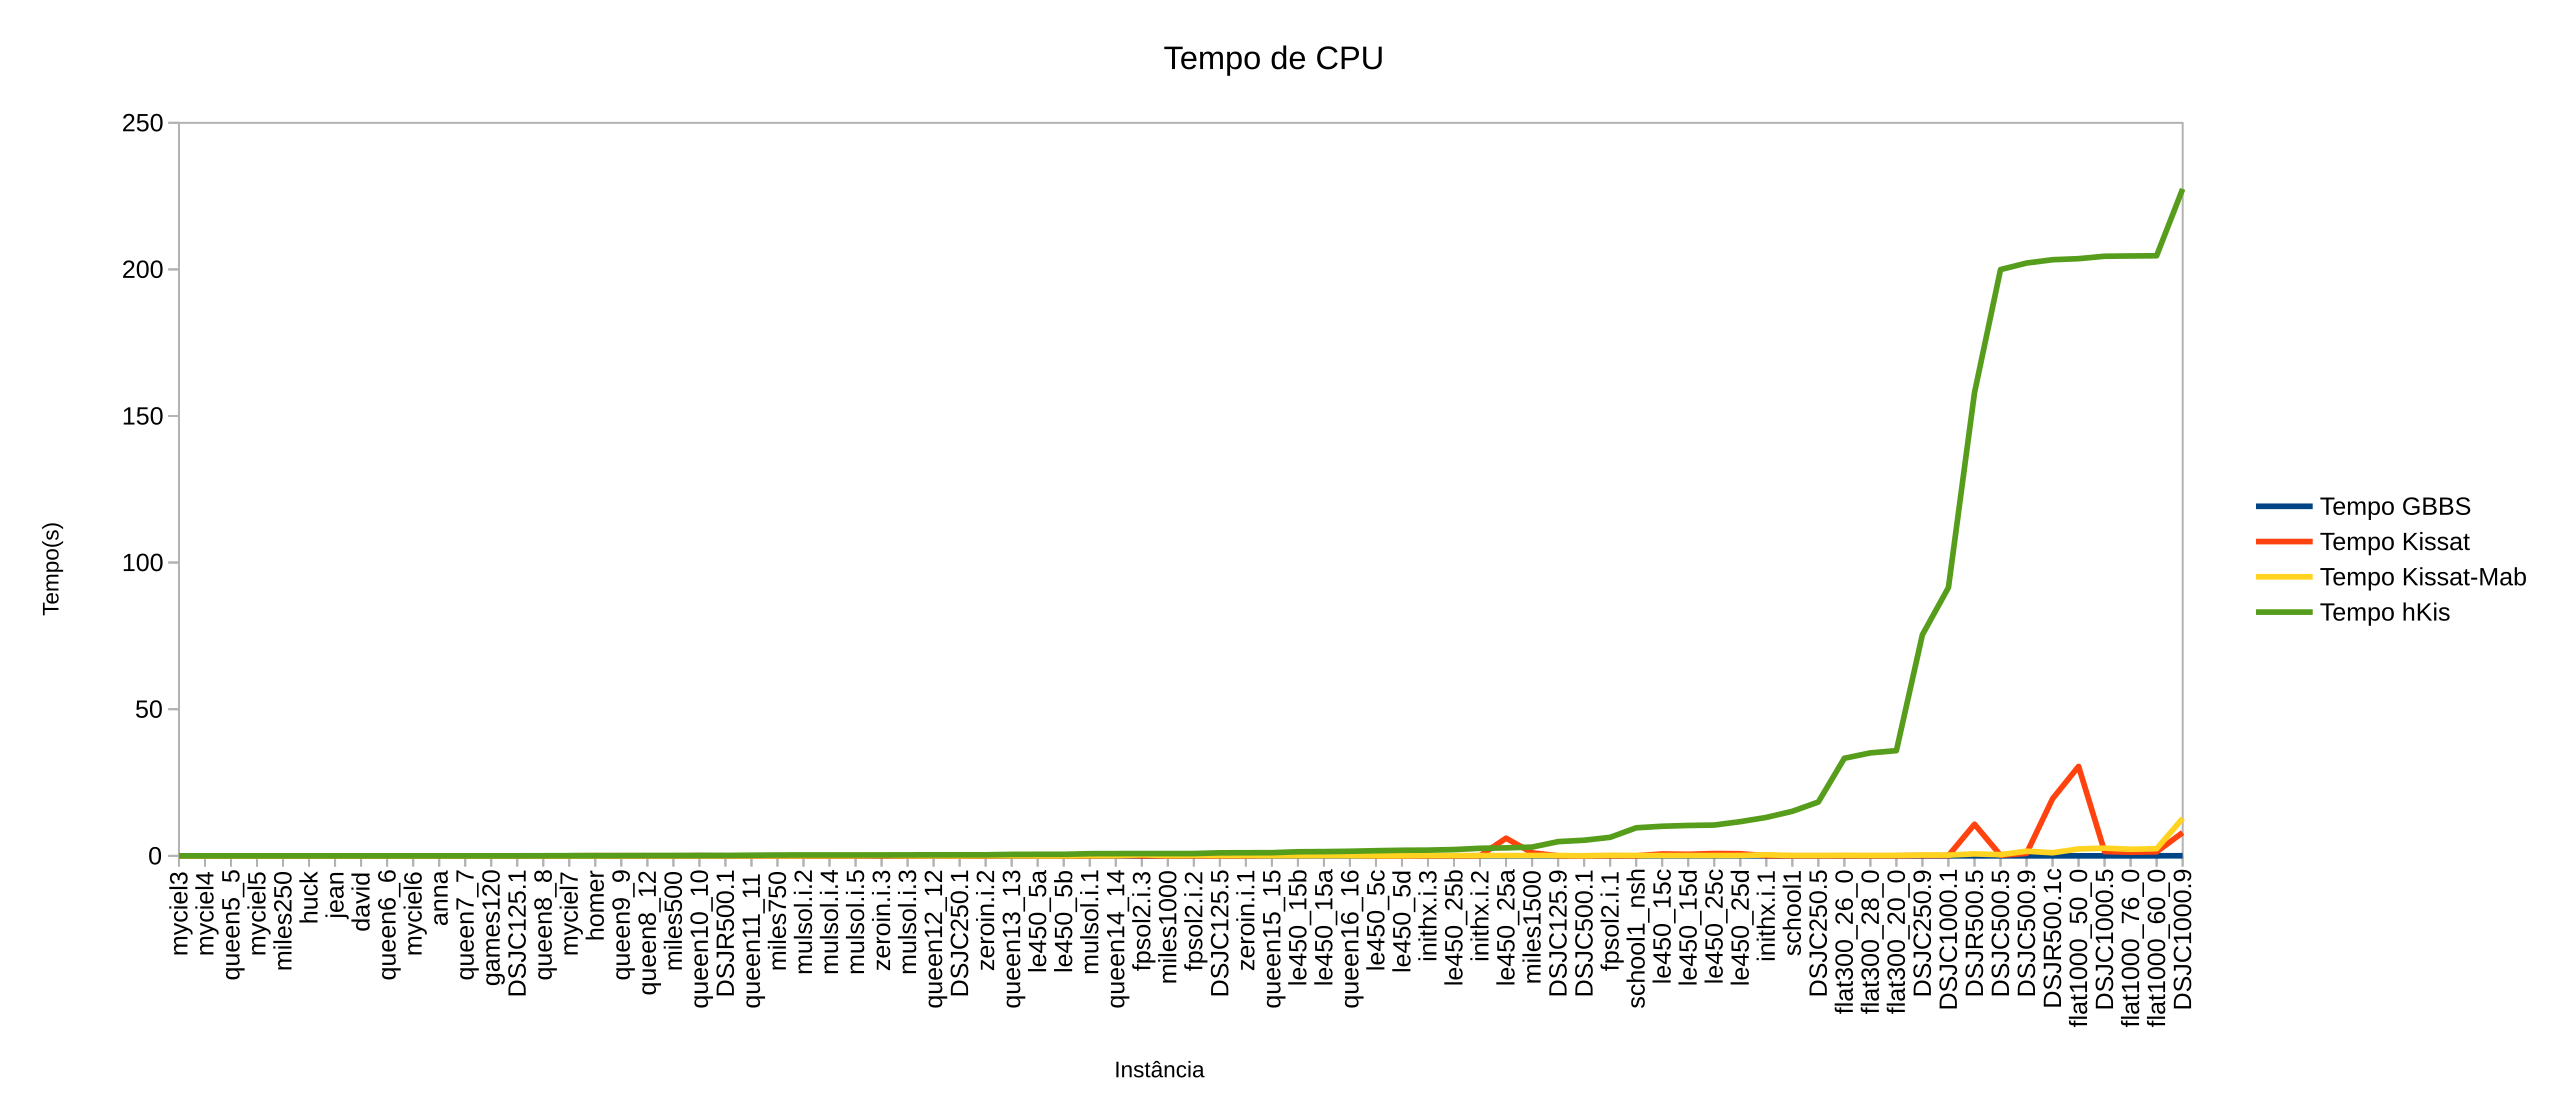 Tempo de CPU
250
200
150
100
50
0
Tempo(s)
myciel3
myciel4
queen5_5
myciel5
miles250
huck
jean
david
queen6_6
myciel6
anna
queen7_7
games120
DSJC125.1
queen8_8
myciel7
homer
queen9_9
queen8_12
miles500
queen10_10
DSJR500.1
queen11_11
miles750
mulsol.i.2
mulsol.i.4
mulsol.i.5
zeroin.i.3
mulsol.i.3
queen12_12
DSJC250.1
zeroin.i.2
queen13_13
le450_5a
le450_5b
mulsol.i.1
queen14_14
fpsol2.i.3
miles1000
fpsol2.i.2
DSJC125.5
zeroin.i.1
queen15_15
le450_15b
le450_15a
queen16_16
le450_5c
le450_5d
inithx.i.3
le450_25b
inithx.i.2
le450_25a
miles1500
DSJC125.9
DSJC500.1
fpsol2.i.1
school1_nsh
le450_15c
le450_15d
le450_25c
le450_25d
inithx.i.1
school1
DSJC250.5
flat300_26_0
flat300_28_0
flat300_20_0
DSJC250.9
DSJC1000.1
DSJR500.5
DSJC500.5
DSJC500.9
DSJR500.1c
flat1000_50_0
DSJC1000.5
flat1000_76_0
flat1000_60_0
DSJC1000.9
Instância
Tempo GBBS
Tempo Kissat
Tempo Kissat-Mab
Tempo hKis